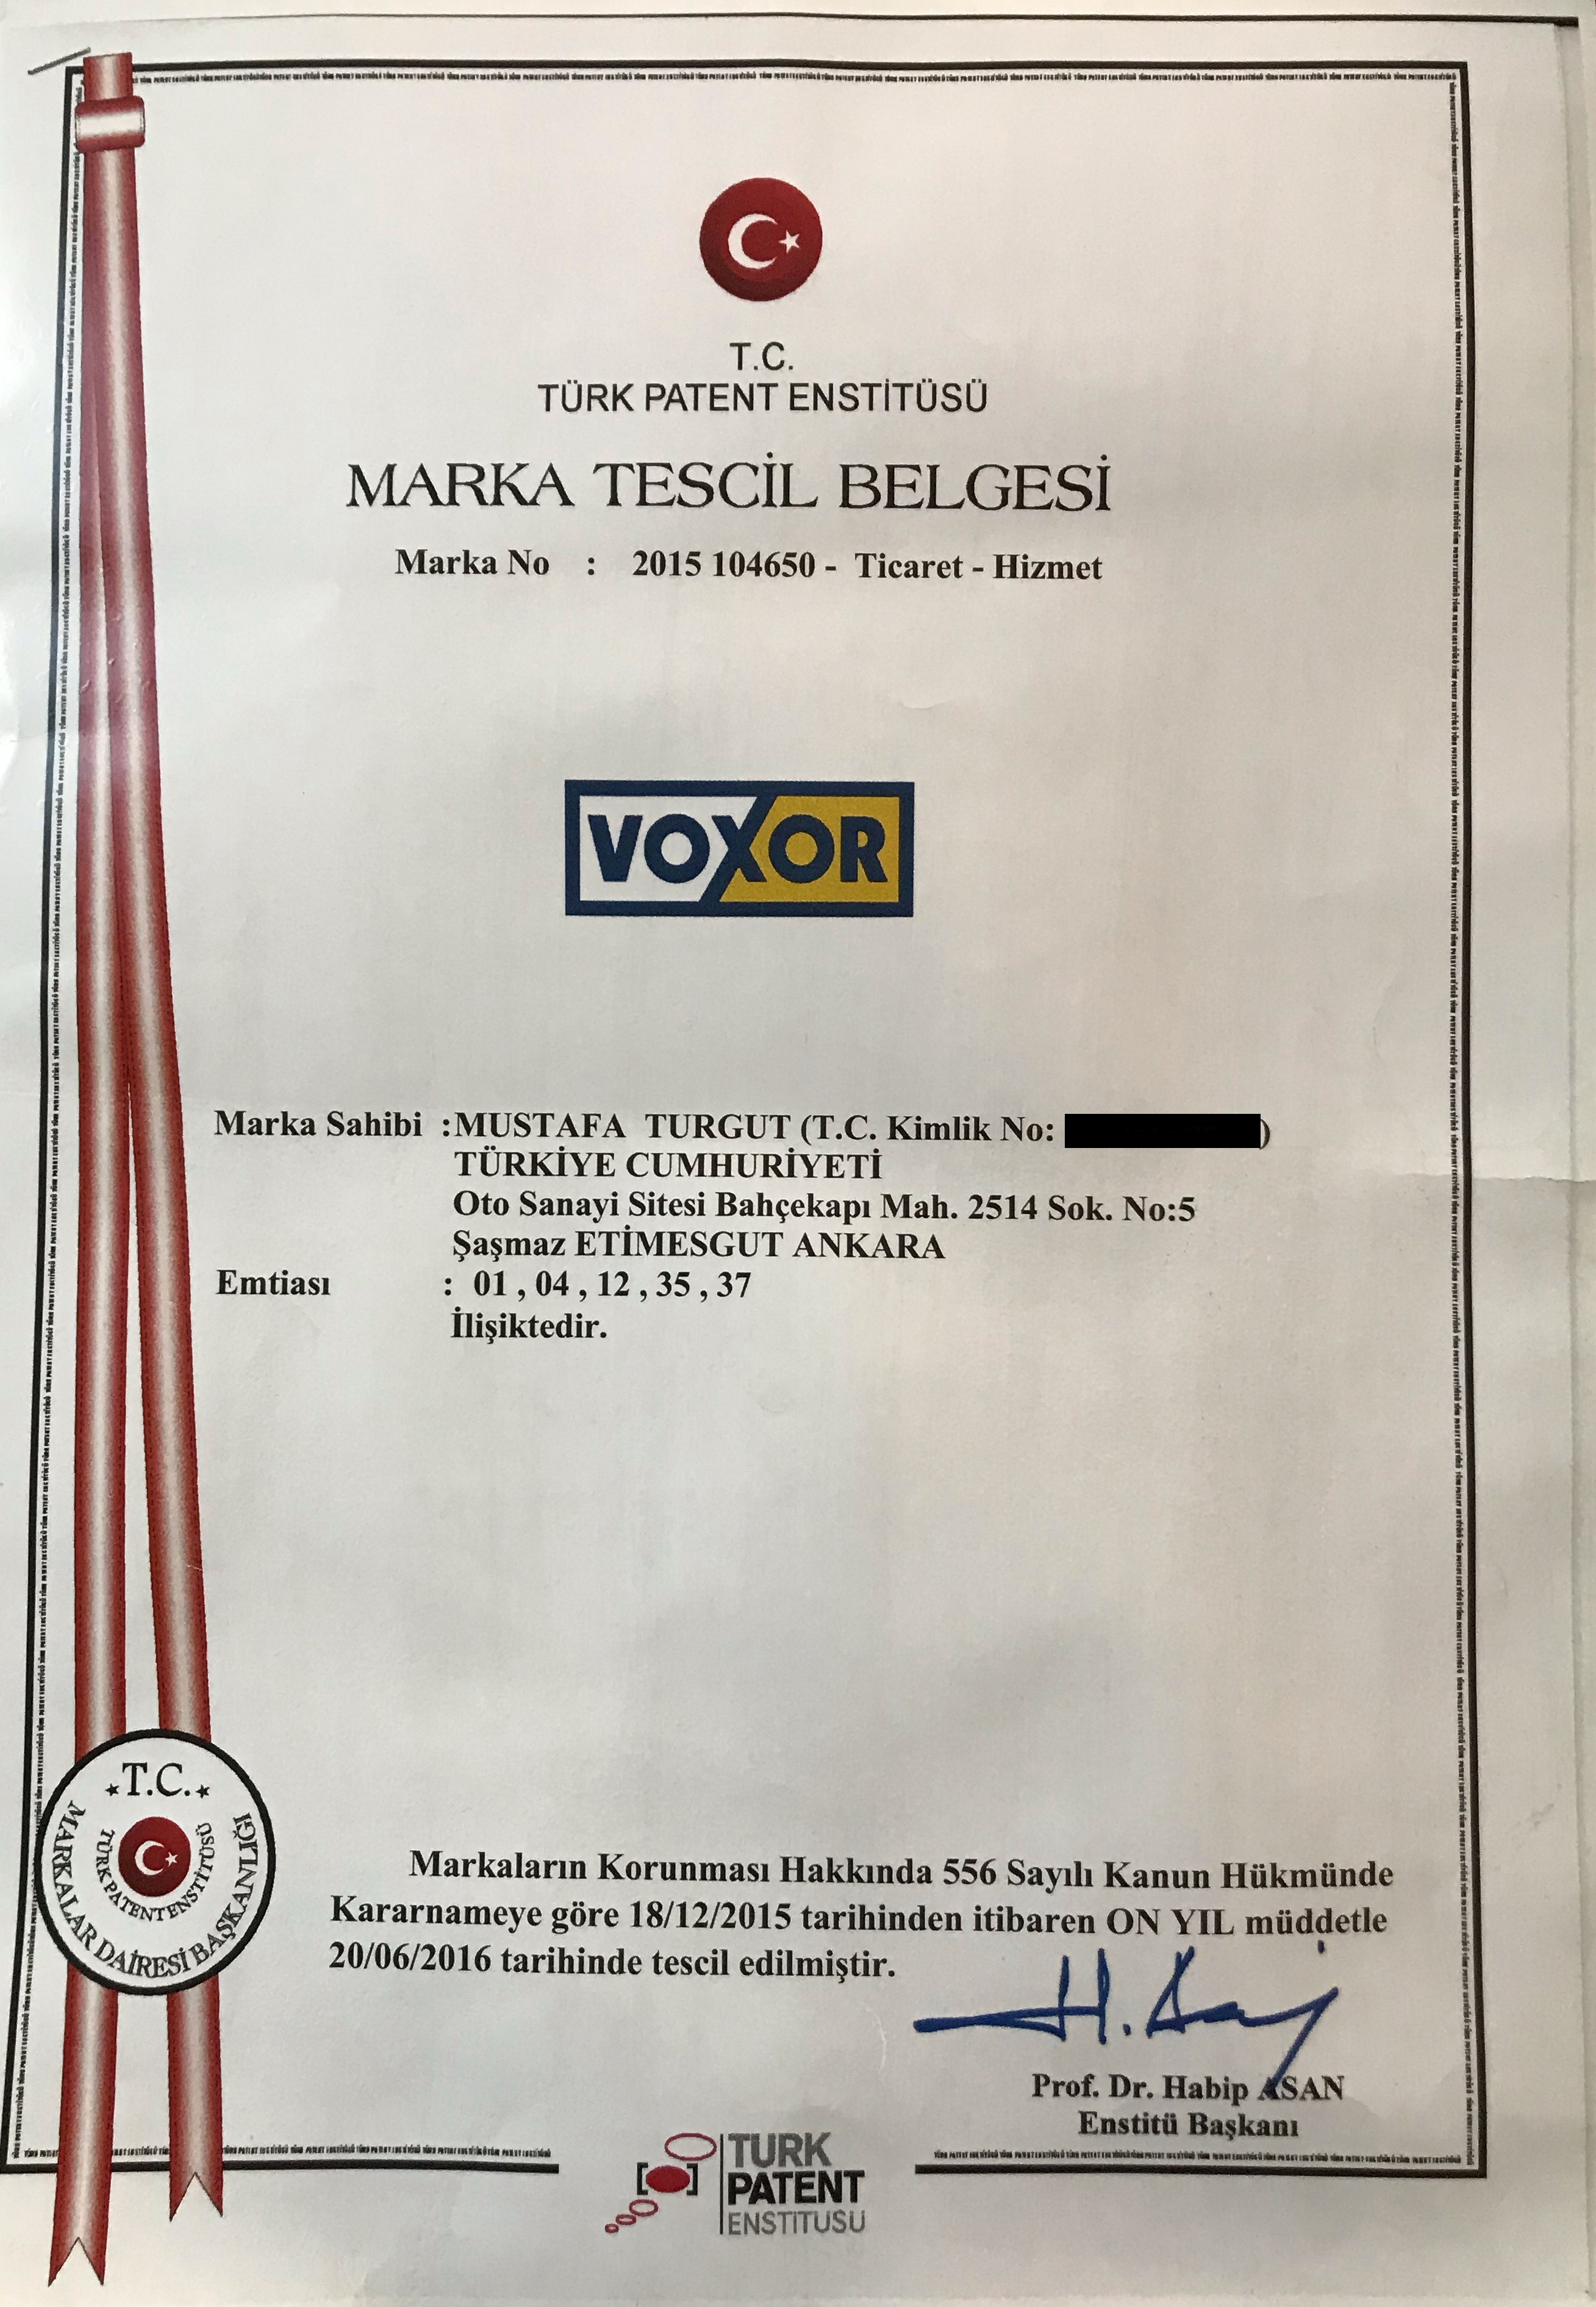 T.C.
TÜRK PATENT ENSTİTÜSÜ
MARKA TESCİL BELGESİ
Marka No : 2015 104650 - Ticaret - Hizmet
VOXOR
Marka Sahibi :MUSTAFA TURGUT (T.C. Kimlik No: )
TÜRKİYE CUMHURİYETİ
Oto Sanayi Sitesi Bahçekapı Mah. 2514 Sok. No:5
Şaşmaz ETİMESGUT ANKARA
Emtiası : 01 , 04 , 12 , 35 , 37
İlişiktedir.
T.C.
TÜRK PATENT ENSTİTÜSÜ
MARKALAR DAİRESİ BAŞKANLIĞI
Markaların Korunması Hakkında 556 Sayılı Kanun Hükmünde
Kararnameye göre 18/12/2015 tarihinden itibaren ON YIL müddetle
20/06/2016 tarihinde tescil edilmiştir.
H. Asan
Prof. Dr. Habip ASAN
Enstitü Başkanı
TURK
PATENT
ENSTITUSU